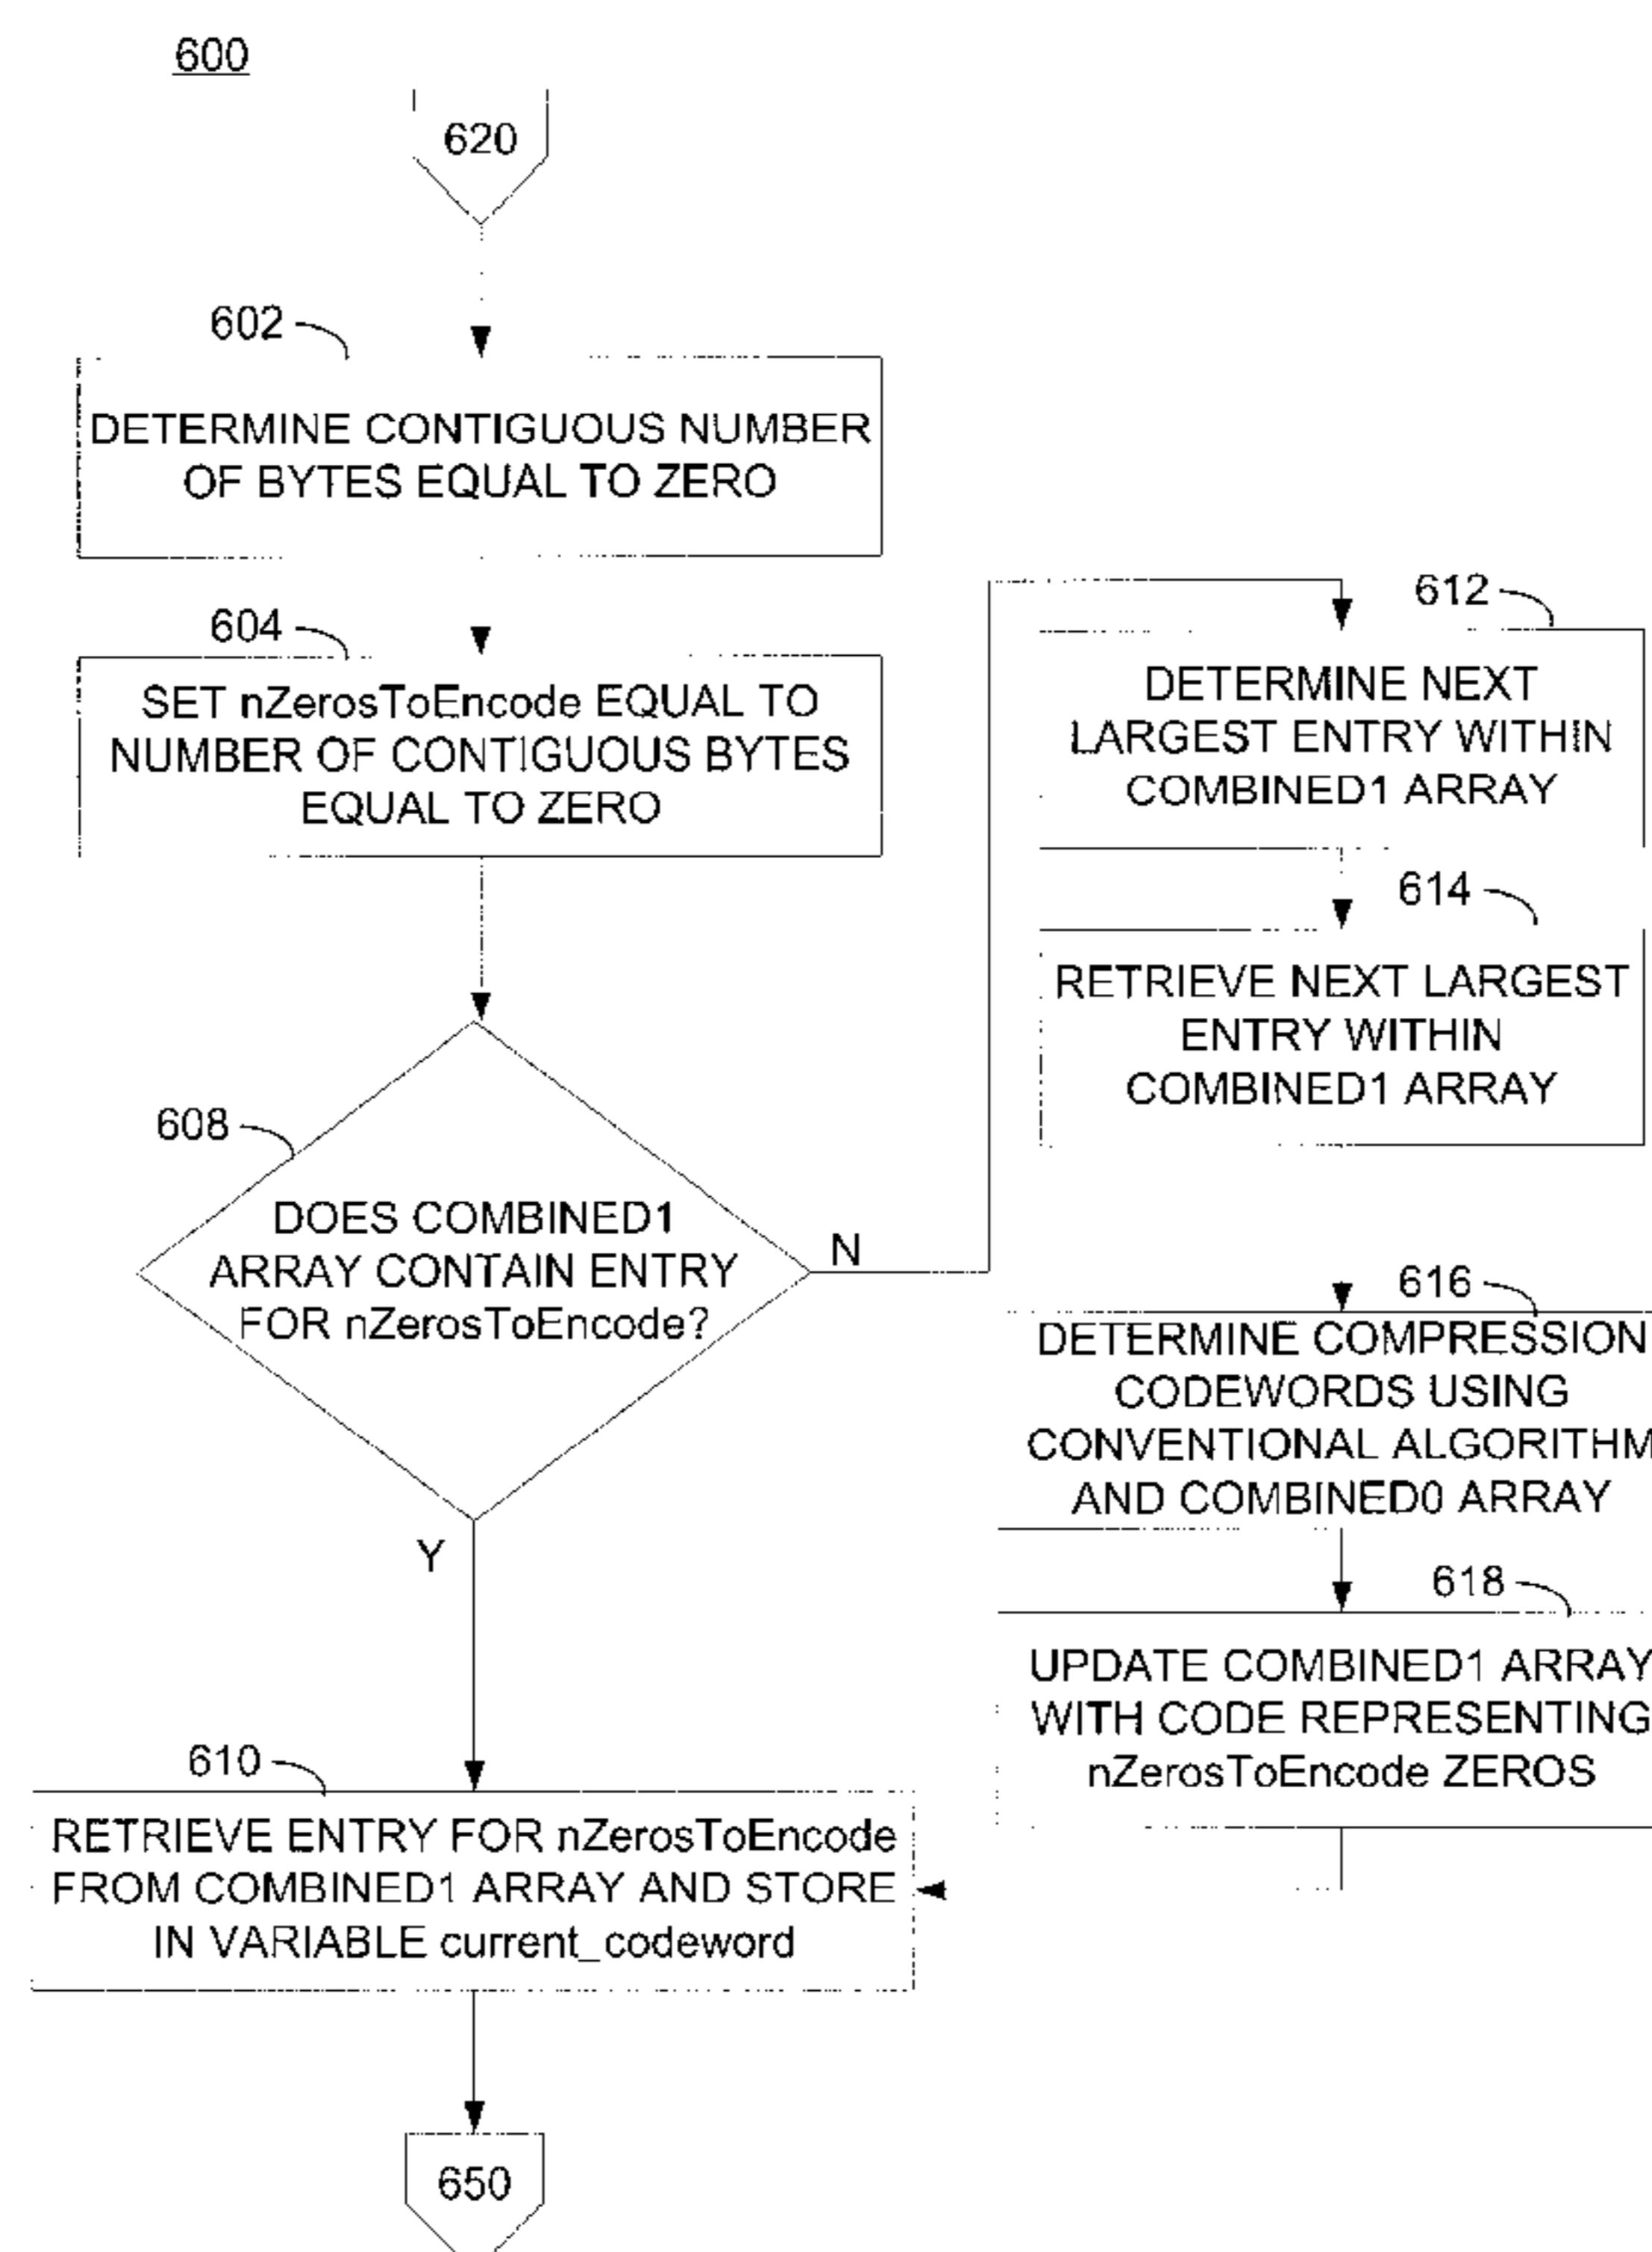 600
620
602
DETERMINE CONTIGUOUS NUMBER
OF BYTES EQUAL TO ZERO
604
SET nZerosToEncode EQUAL TO
NUMBER OF CONTIGUOUS BYTES
EQUAL TO ZERO
608
DOES COMBINED1
ARRAY CONTAIN ENTRY
FOR nZerosToEncode?
N
Y
610
RETRIEVE ENTRY FOR nZerosToEncode
FROM COMBINED1 ARRAY AND STORE
IN VARIABLE current_codeword
650
612
DETERMINE NEXT
LARGEST ENTRY WITHIN
COMBINED1 ARRAY
614
RETRIEVE NEXT LARGEST
ENTRY WITHIN
COMBINED1 ARRAY
616
DETERMINE COMPRESSION
CODEWORDS USING
CONVENTIONAL ALGORITHM
AND COMBINED0 ARRAY
618
UPDATE COMBINED1 ARRAY
WITH CODE REPRESENTING
nZerosToEncode ZEROS